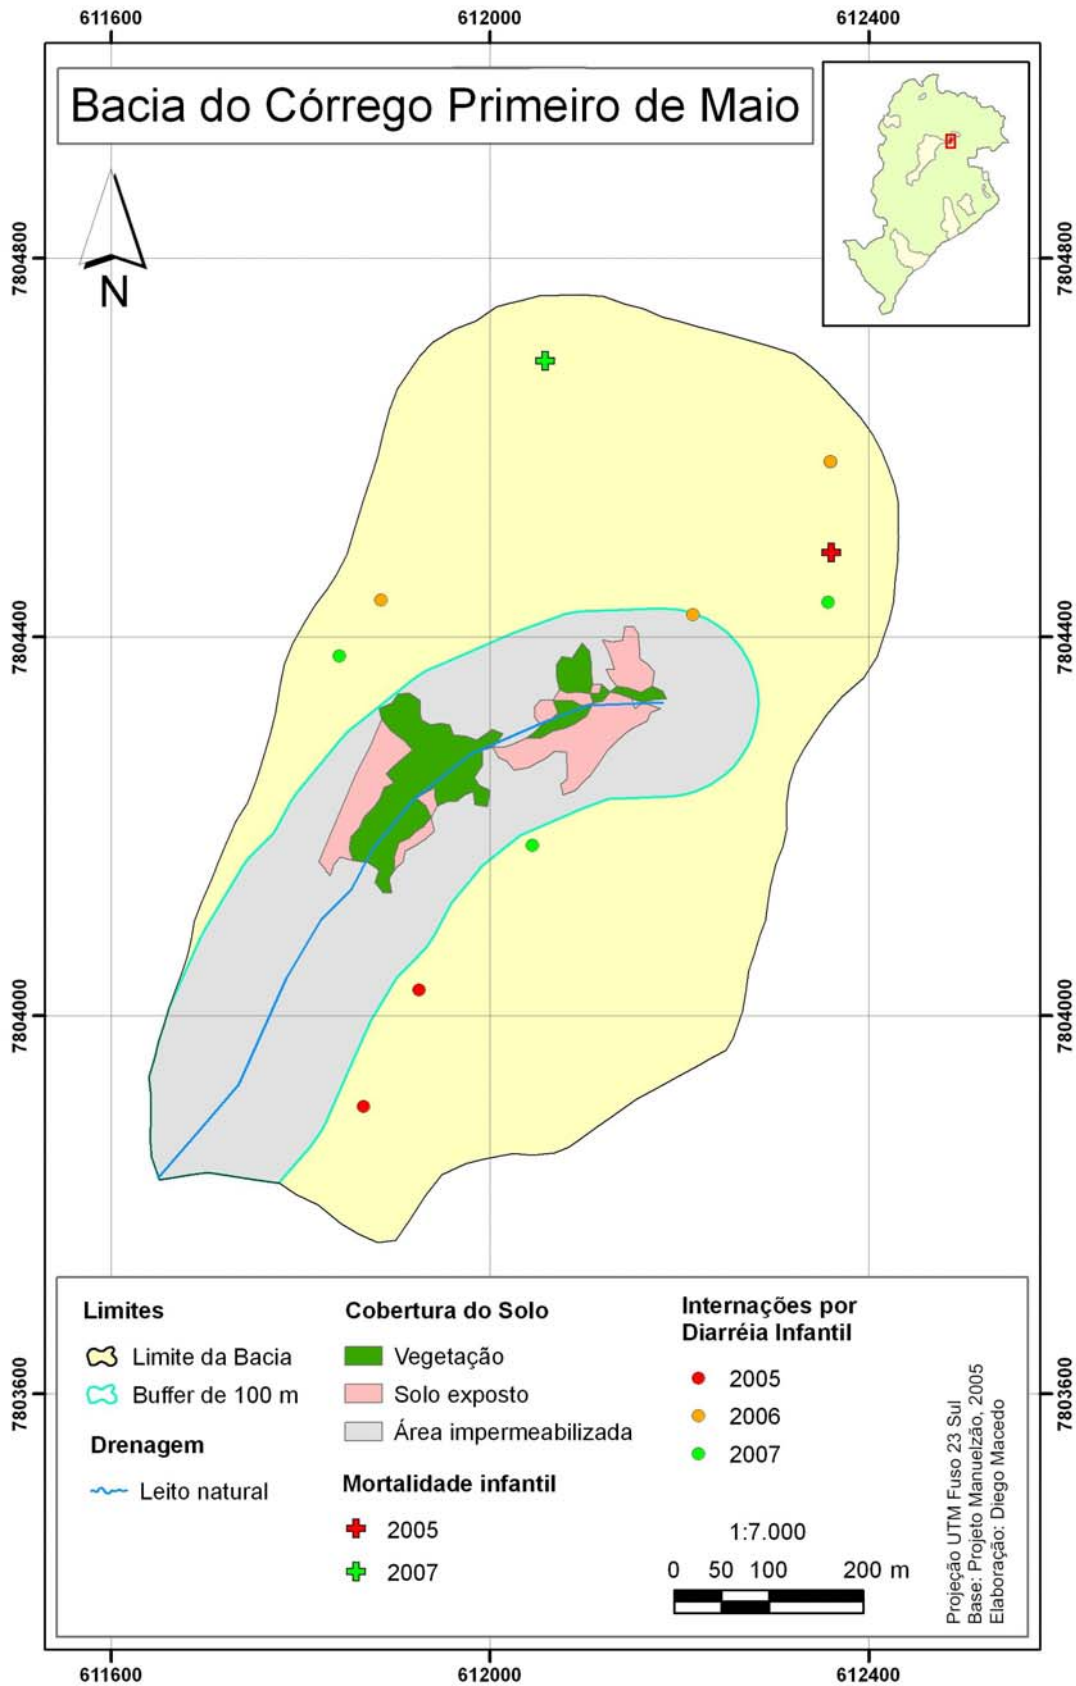 611600 612000 612400
Bacia do Córrego Primeiro de Maio
N
7804800 7804800
7804400 7804400
7804000 7804000
7803600 7803600
Limites
Limite da Bacia
Buffer de 100 m
Drenagem
Leito natural
Cobertura do Solo
Vegetação
Solo exposto
Área impermeabilizada
Mortalidade infantil
2005
2007
Internações por
Diarréia Infantil
2005
2006
2007
1:7.000
0 50 100 200 m
Projeção UTM Fuso 23 Sul
Base: Projeto Manuelzão, 2005
Elaboração: Diego Macedo
611600 612000 612400